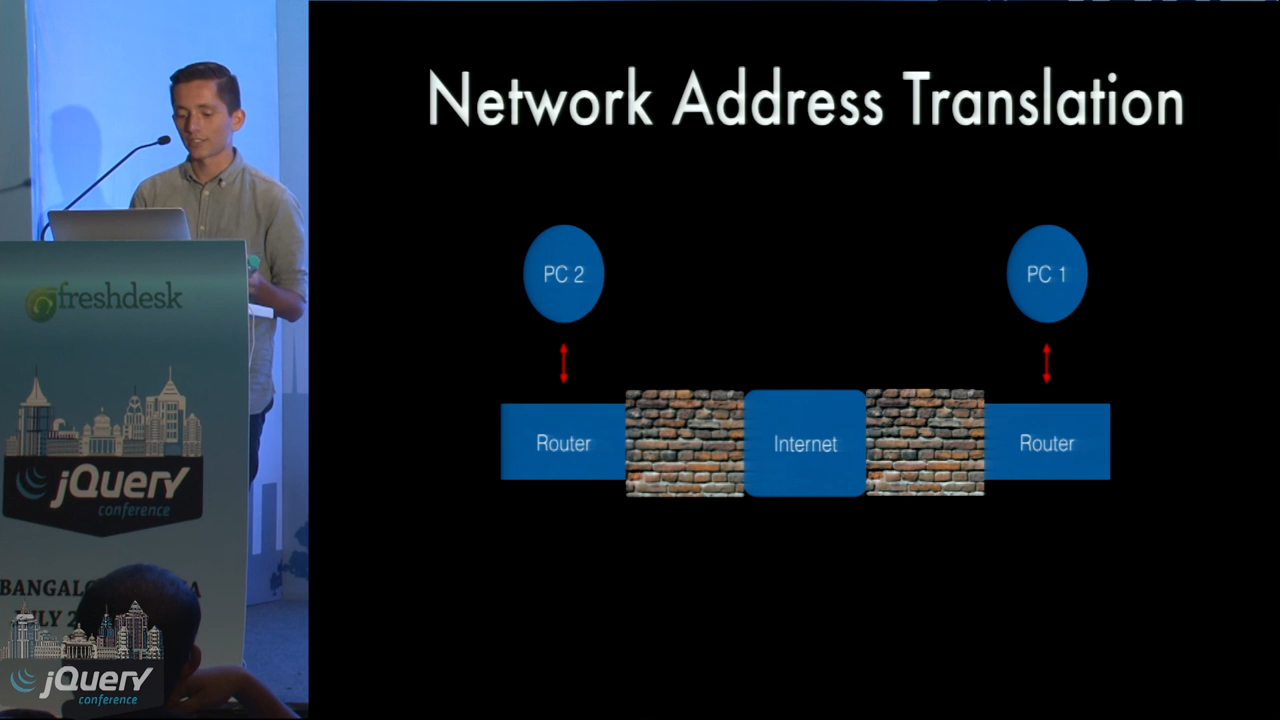 Network Address Translation
PC 2
PC 1
Router
Internet
Router
freshdesk
jQuery
conference
jQuery
conference